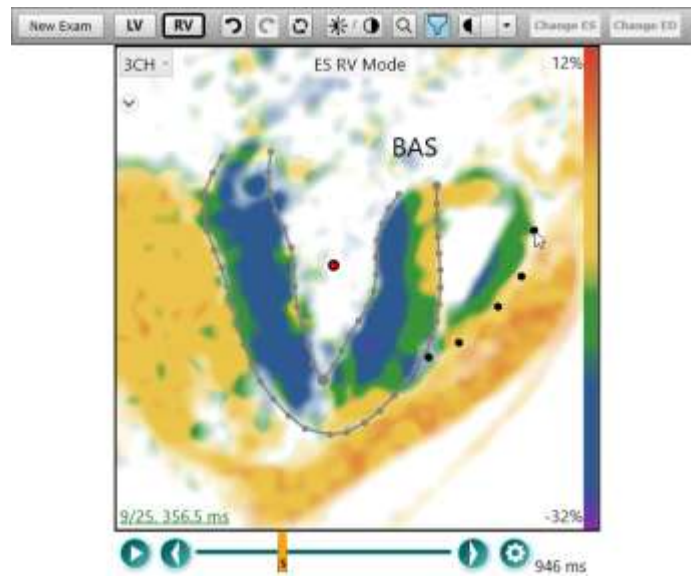 New Exam LV RV Change ES Change ED
3CH ES RV Mode 12%
BAS
9/25, 356.5 ms -32%
S
946 ms